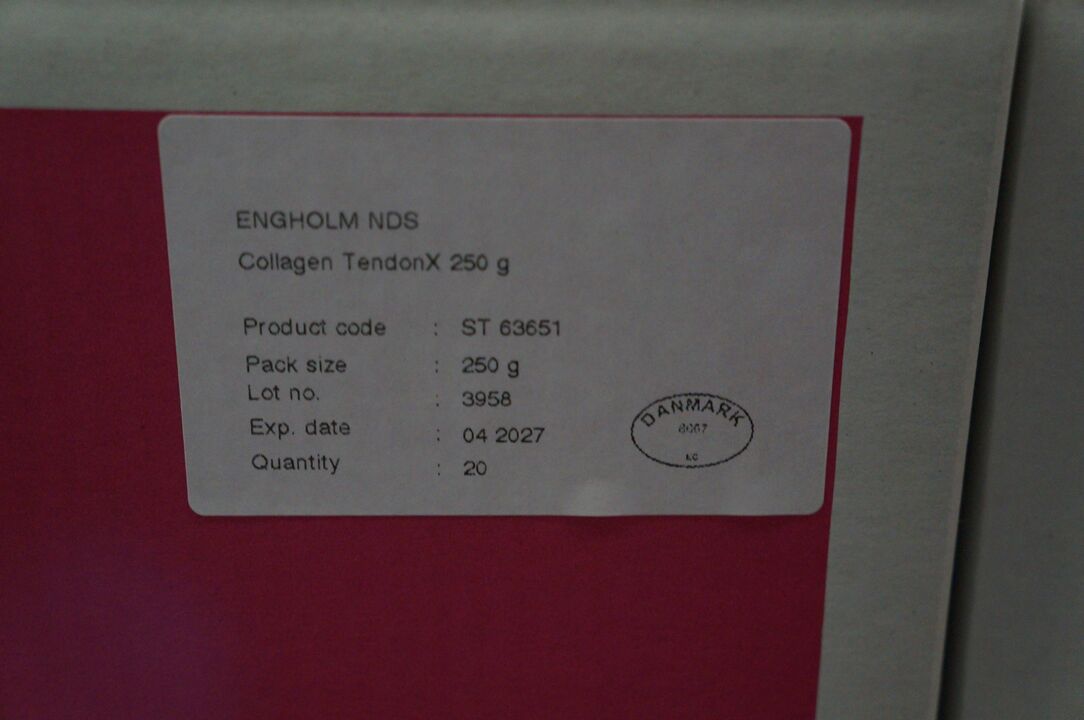 ENGHOLM NDS
Collagen TendonX 250 g
Product code : ST 63651
Pack size : 250 g
Lot no. : 3958
Exp. date : 04 2027
Quantity : 20
DANMARK